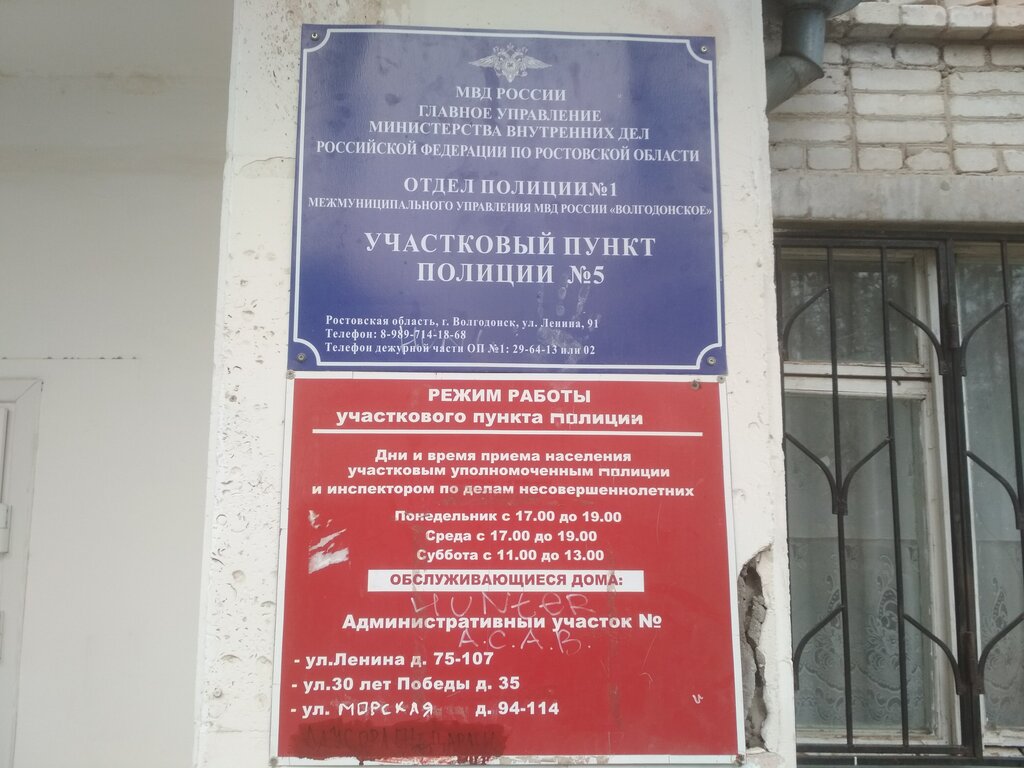 МВД РОССИИ
ГЛАВНОЕ УПРАВЛЕНИЕ
МИНИСТЕРСТВА ВНУТРЕННИХ ДЕЛ
РОССИЙСКОЙ ФЕДЕРАЦИИ ПО РОСТОВСКОЙ ОБЛАСТИ
ОТДЕЛ ПОЛИЦИИ№1
МЕЖМУНИЦИПАЛЬНОГО УПРАВЛЕНИЯ МВД РОССИИ «ВОЛГОДОНСКОЕ»
УЧАСТКОВЫЙ ПУНКТ
ПОЛИЦИИ №5
Ростовская область, г. Волгодонск, ул. Ленина, 91
Телефон: 8-989-714-18-68
Телефон дежурной части ОП №1: 29-64-13 или 02
РЕЖИМ РАБОТЫ
участкового пункта полиции
Дни и время приема населения
участковым уполномоченным полиции
и инспектором по делам несовершеннолетних
Понедельник с 17.00 до 19.00
Среда с 17.00 до 19.00
Суббота с 11.00 до 13.00
ОБСЛУЖИВАЮЩИЕСЯ ДОМА:
HUNteR
Административный участок №
A.C.A.B.
- ул.Ленина д. 75-107
- ул.30 лет Победы д. 35
- ул. МОРСКАЯ д. 94-114